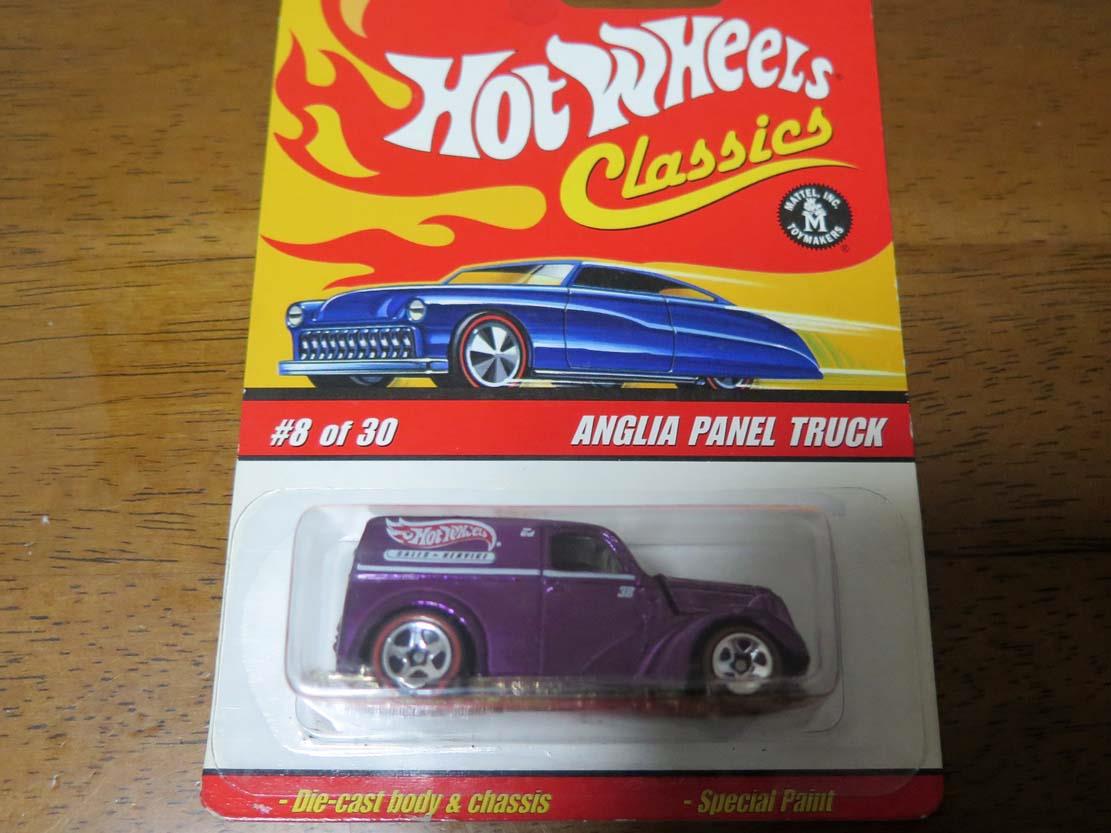 Hot Wheels
Classics
MATTEL, INC.
M
TOYMAKERS
®
#8 of 30
ANGLIA PANEL TRUCK
Hot Wheels
SALES - SERVICE
38
- Die-cast body & chassis
- Special Paint